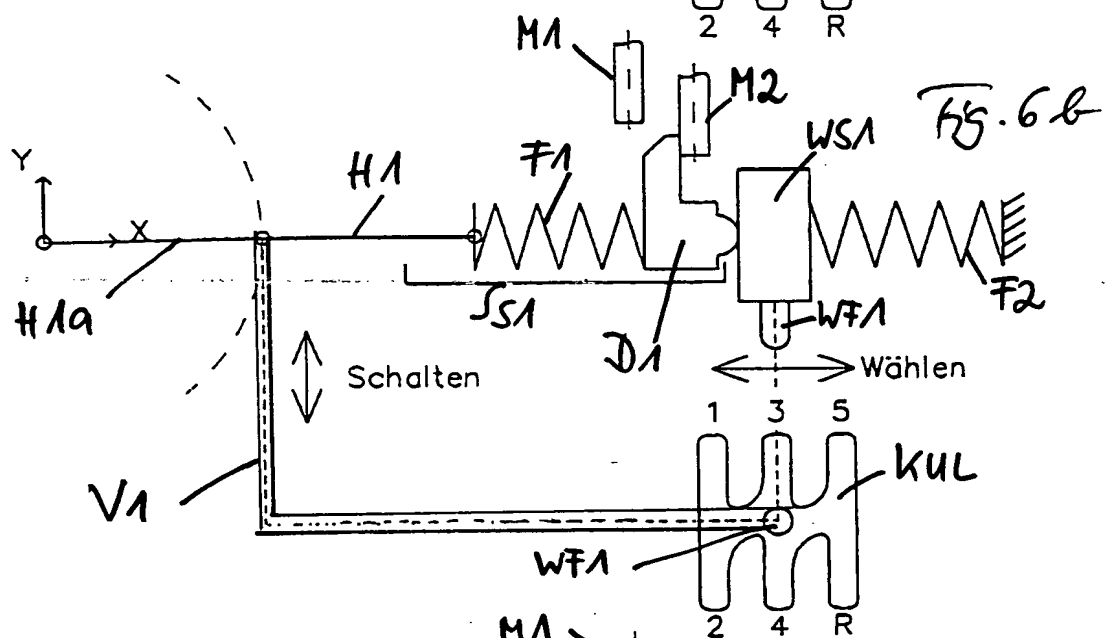 2 4 R
M1
M2
Fig. 6 b
WS1
Y
H1
F1
X
H1a
S1
F2
WF1
D1
Schalten
Wählen
1 3 5
KUL
V1
WF1
2 4 R
M1